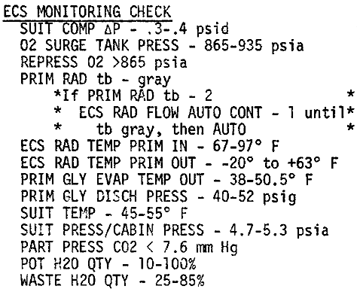 ECS MONITORING CHECK
SUIT COMP ΔP - .3-.4 psid
O2 SURGE TANK PRESS - 865-935 psia
REPRESS O2 >865 psia
PRIM RAD tb - gray
*If PRIM RAD tb - 2 *
* ECS RAD FLOW AUTO CONT - 1 until*
* tb gray, then AUTO *
ECS RAD TEMP PRIM IN - 67-97° F
ECS RAD TEMP PRIM OUT - -20° to +63° F
PRIM GLY EVAP TEMP OUT - 38-50.5° F
PRIM GLY DISCH PRESS - 40-52 psig
SUIT TEMP - 45-55° F
SUIT PRESS/CABIN PRESS - 4.7-5.3 psia
PART PRESS CO2 < 7.6 mm Hg
POT H2O QTY - 10-100%
WASTE H2O QTY - 25-85%